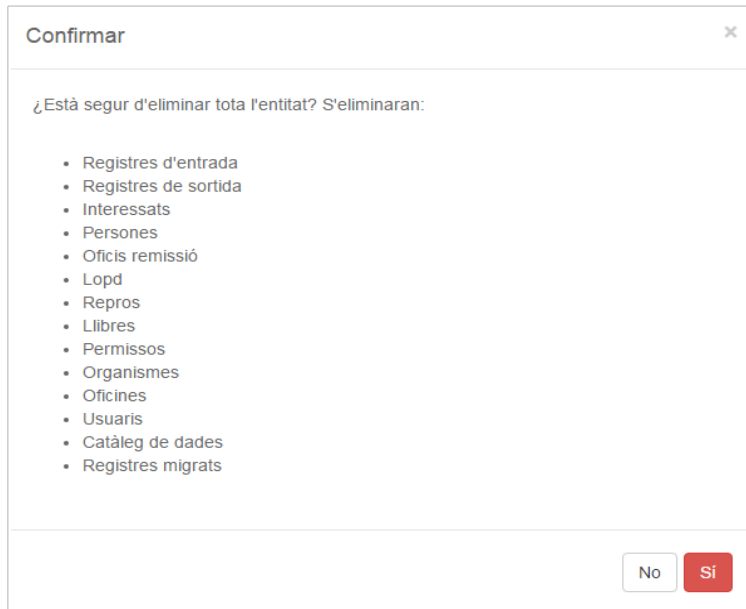 Confirmar ×
¿Està segur d'eliminar tota l'entitat? S'eliminaran:
• Registres d'entrada
• Registres de sortida
• Interessats
• Persones
• Oficis remissió
• Lopd
• Repros
• Llibres
• Permissos
• Organismes
• Oficines
• Usuaris
• Catàleg de dades
• Registres migrats
No Sí